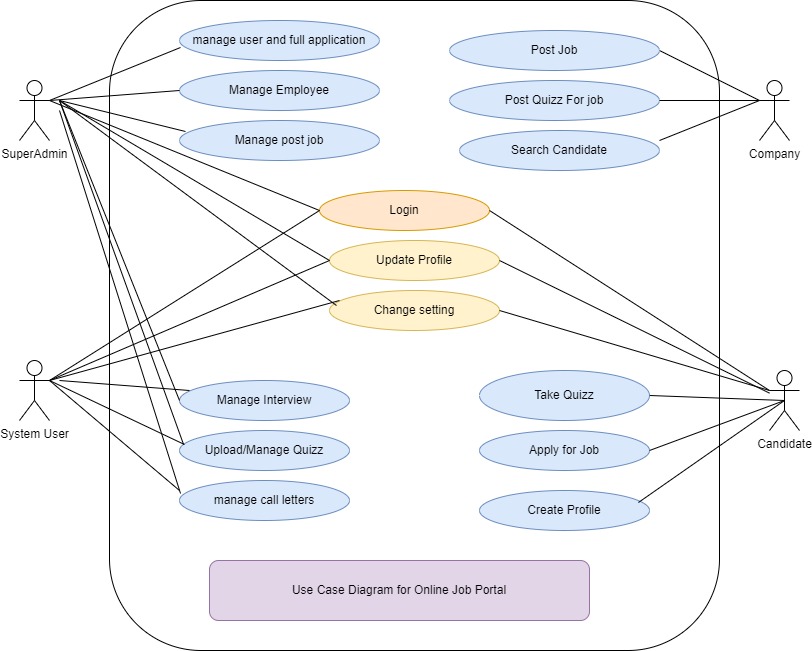 manage user and full application
Post Job
Manage Employee
Post Quizz For job
Manage post job
Search Candidate
SuperAdmin
Company
Login
Update Profile
Change setting
Manage Interview
Take Quizz
System User
Candidate
Upload/Manage Quizz
Apply for Job
manage call letters
Create Profile
Use Case Diagram for Online Job Portal